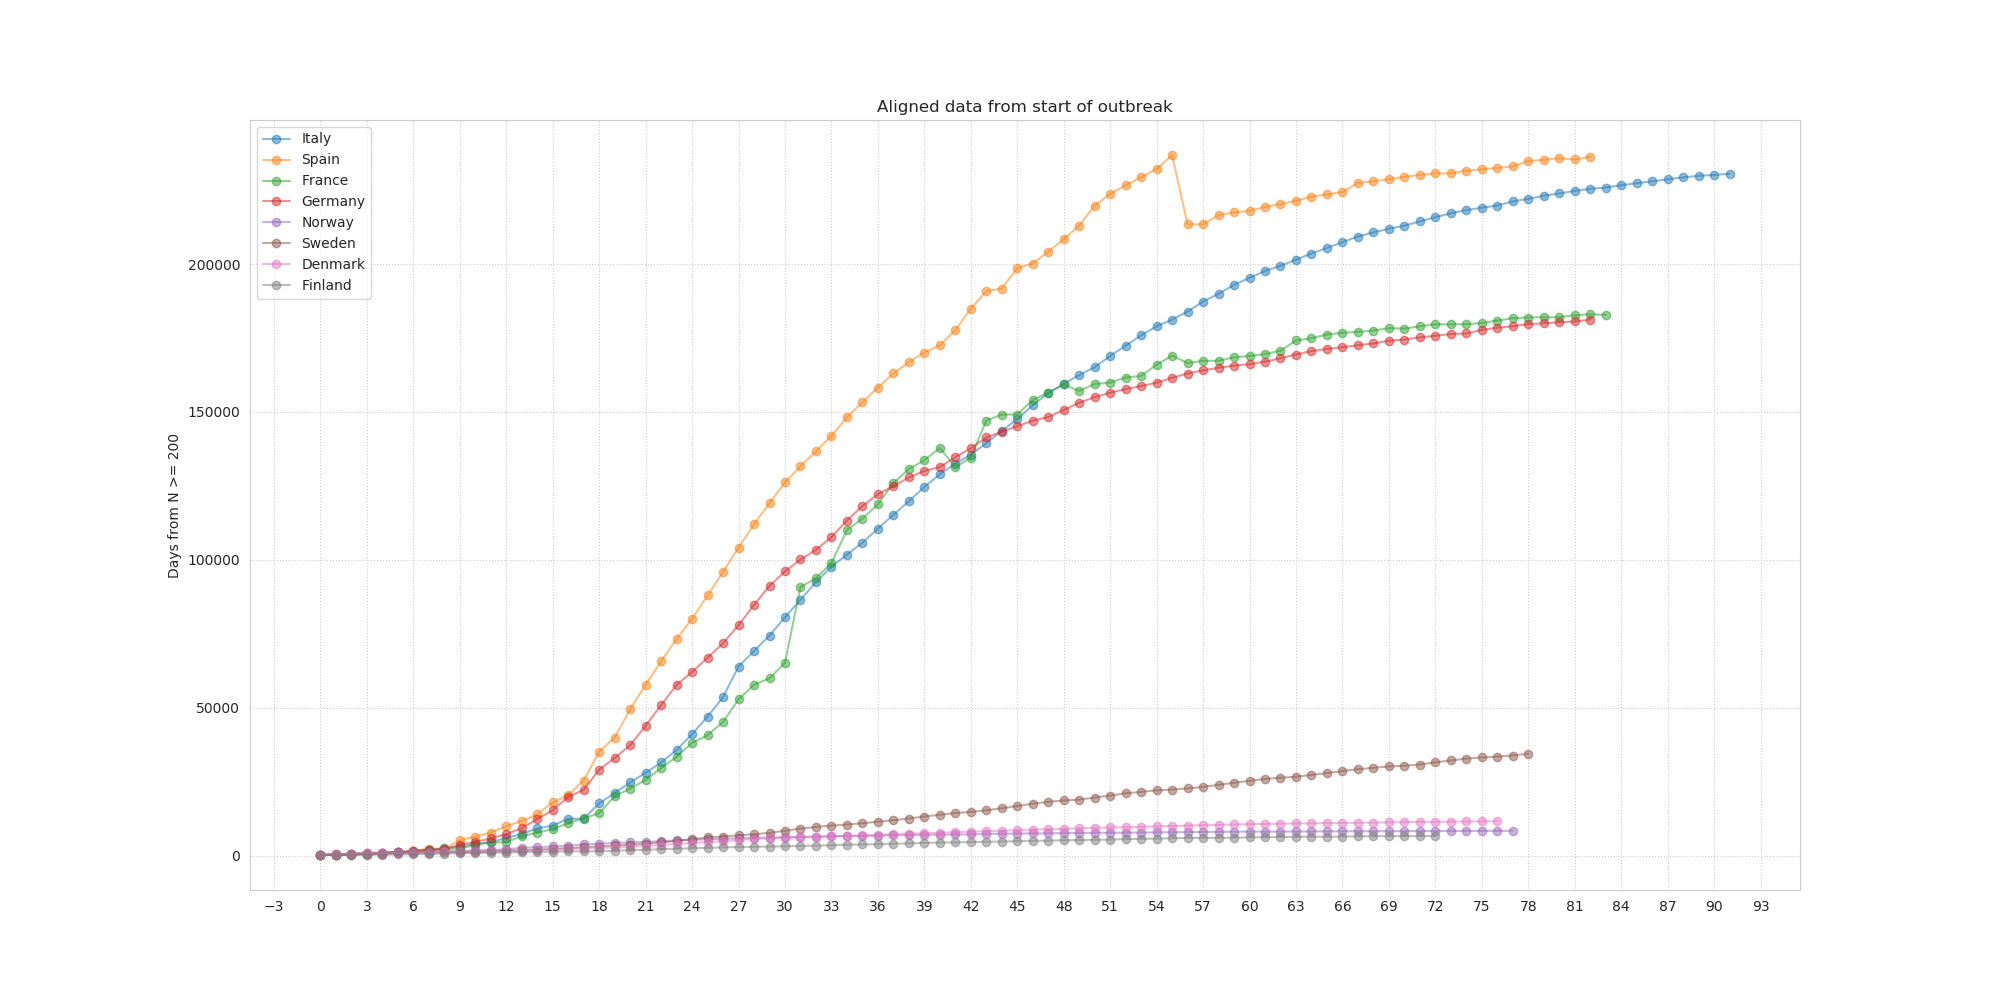 Aligned data from start of outbreak
Italy
Spain
France
Germany
Norway
Sweden
Denmark
Finland
Days from N >= 200
200000
150000
100000
50000
0
−3 0 3 6 9 12 15 18 21 24 27 30 33 36 39 42 45 48 51 54 57 60 63 66 69 72 75 78 81 84 87 90 93